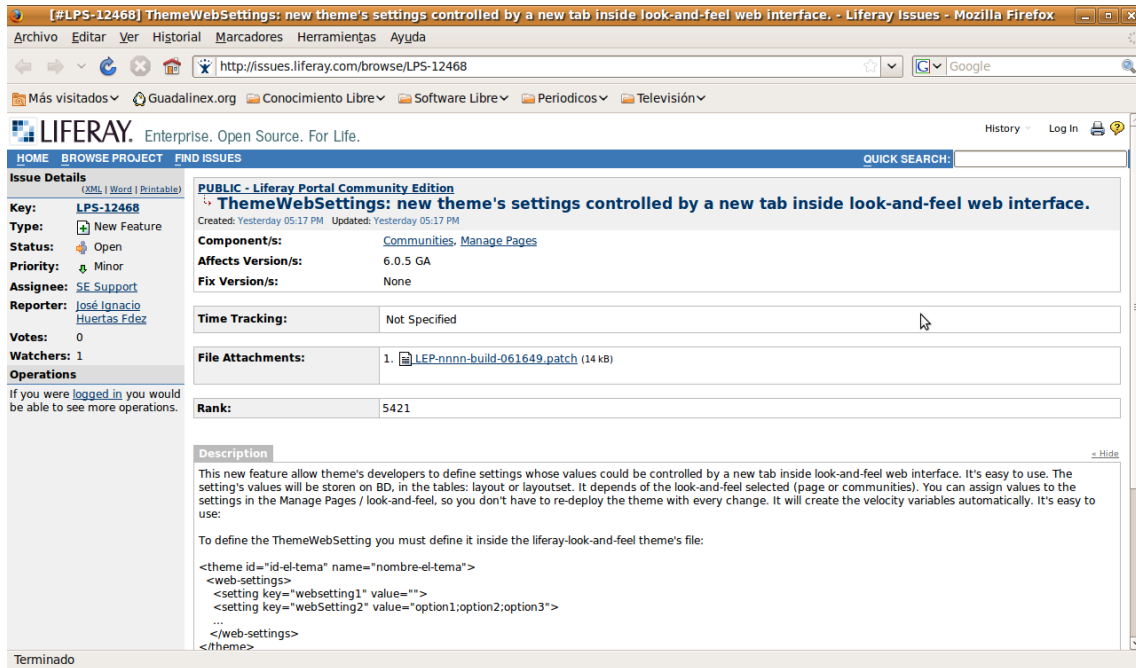 [#LPS-12468] ThemeWebSettings: new theme's settings controlled by a new tab inside look-and-feel web interface. - Liferay Issues - Mozilla Firefox
Archivo Editar Ver Historial Marcadores Herramientas Ayuda
http://issues.liferay.com/browse/LPS-12468
G Google
Más visitados Guadalinex.org Conocimiento Libre Software Libre Periodicos Televisión
LIFERAY. Enterprise. Open Source. For Life.
History Log In
HOME BROWSE PROJECT FIND ISSUES QUICK SEARCH:
Issue Details
(XML | Word | Printable)
Key: LPS-12468
Type: New Feature
Status: Open
Priority: Minor
Assignee: SE Support
Reporter: José Ignacio
Huertas Fdez
Votes: 0
Watchers: 1
Operations
If you were logged in you would
be able to see more operations.
PUBLIC - Liferay Portal Community Edition
ThemeWebSettings: new theme's settings controlled by a new tab inside look-and-feel web interface.
Created: Yesterday 05:17 PM Updated: Yesterday 05:17 PM
Component/s: Communities, Manage Pages
Affects Version/s: 6.0.5 GA
Fix Version/s: None
Time Tracking: Not Specified
File Attachments: 1. LEP-nnnn-build-061649.patch (14 kB)
Rank: 5421
Description « Hide
This new feature allow theme's developers to define settings whose values could be controlled by a new tab inside look-and-feel web interface. It's easy to use. The
setting's values will be storen on BD, in the tables: layout or layoutset. It depends of the look-and-feel selected (page or communities). You can assign values to the
settings in the Manage Pages / look-and-feel, so you don't have to re-deploy the theme with every change. It will create the velocity variables automatically. It's easy to
use:
To define the ThemeWebSetting you must define it inside the liferay-look-and-feel theme's file:
<theme id="id-el-tema" name="nombre-el-tema">
<web-settings>
<setting key="websetting1" value="">
<setting key="webSetting2" value="option1;option2;option3">
...
</web-settings>
</theme>
Terminado